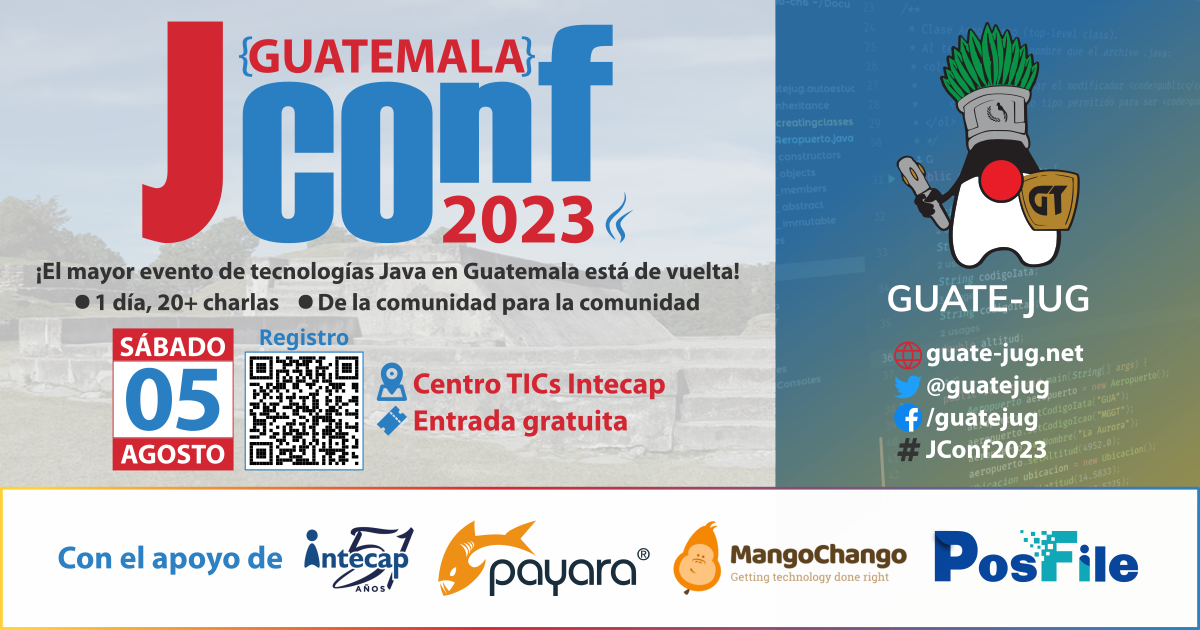 {GUATEMALA}
JConf
2023
¡El mayor evento de tecnologías Java en Guatemala está de vuelta!
● 1 día, 20+ charlas ● De la comunidad para la comunidad
SÁBADO
05
AGOSTO
Registro
Centro TICs Intecap
Entrada gratuita
GT
GUATE-JUG
guate-jug.net
@guatejug
/guatejug
# JConf2023
Con el apoyo de
intecap
51
AÑOS
payara®
MangoChango
Getting technology done right
PosFile